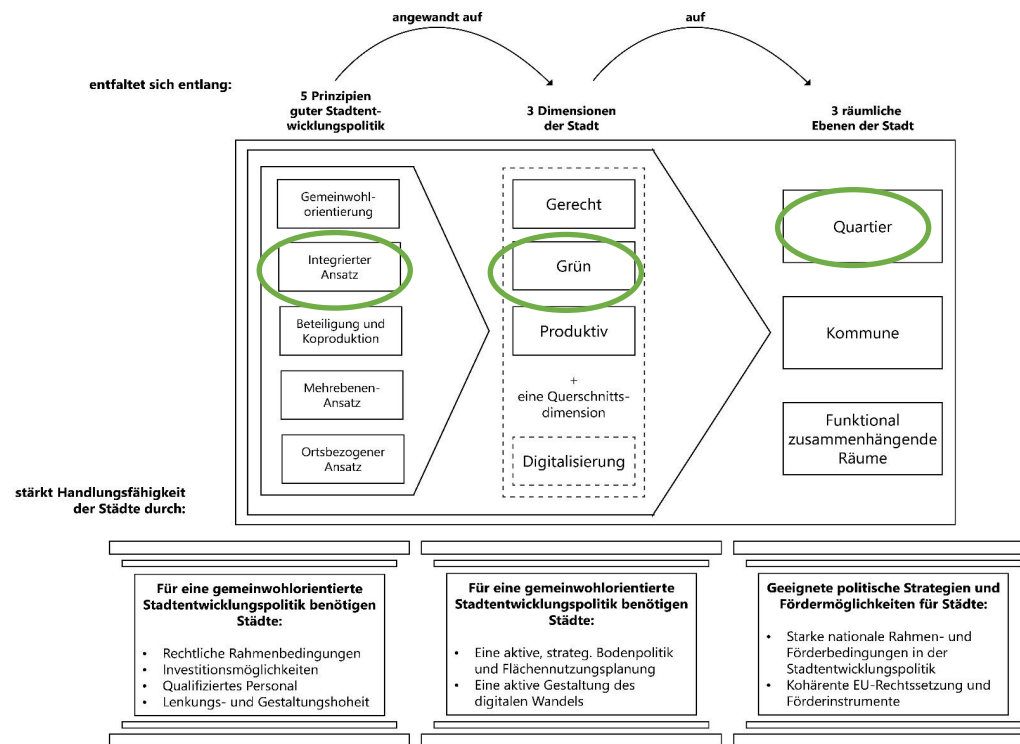 angewandt auf
auf
entfaltet sich entlang:
5 Prinzipien
guter Stadtent-
wicklungspolitik
3 Dimensionen
der Stadt
3 räumliche
Ebenen der Stadt
Gemeinwohl-
orientierung
Integrierter
Ansatz
Beteiligung und
Koproduktion
Mehrebenen-
Ansatz
Ortsbezogener
Ansatz
Gerecht
Grün
Produktiv
+
eine Querschnitts-
dimension
Digitalisierung
Quartier
Kommune
Funktional
zusammenhängende
Räume
stärkt Handlungsfähigkeit
der Städte durch:
Für eine gemeinwohlorientierte
Stadtentwicklungspolitik benötigen
Städte:
• Rechtliche Rahmenbedingungen
• Investitionsmöglichkeiten
• Qualifiziertes Personal
• Lenkungs- und Gestaltungshoheit
Für eine gemeinwohlorientierte
Stadtentwicklungspolitik benötigen
Städte:
• Eine aktive, strateg. Bodenpolitik
und Flächennutzungsplanung
• Eine aktive Gestaltung des
digitalen Wandels
Geeignete politische Strategien und
Fördermöglichkeiten für Städte:
• Starke nationale Rahmen- und
Förderbedingungen in der
Stadtentwicklungspolitik
• Kohärente EU-Rechtssetzung und
Förderinstrumente